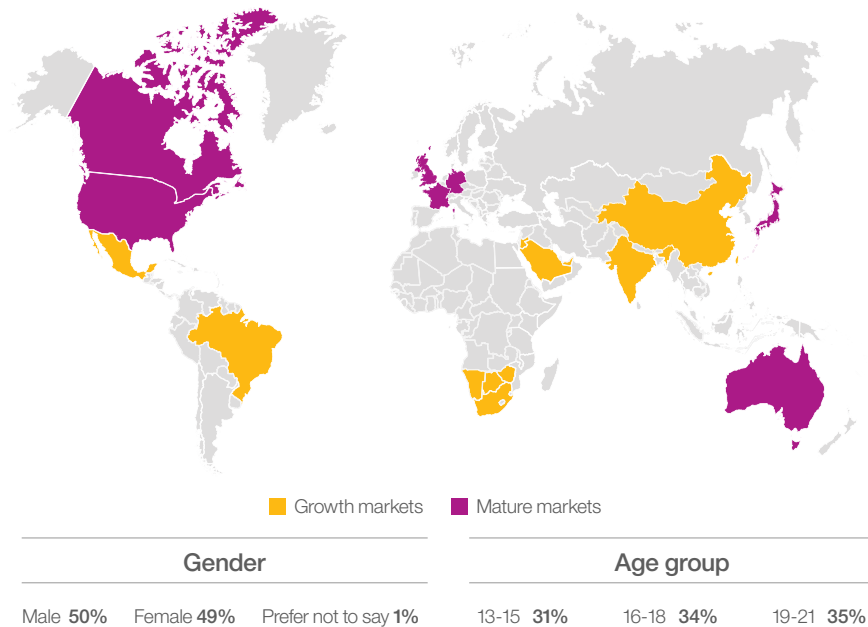 Growth markets Mature markets
Gender
Male 50% Female 49% Prefer not to say 1%
Age group
13-15 31% 16-18 34% 19-21 35%